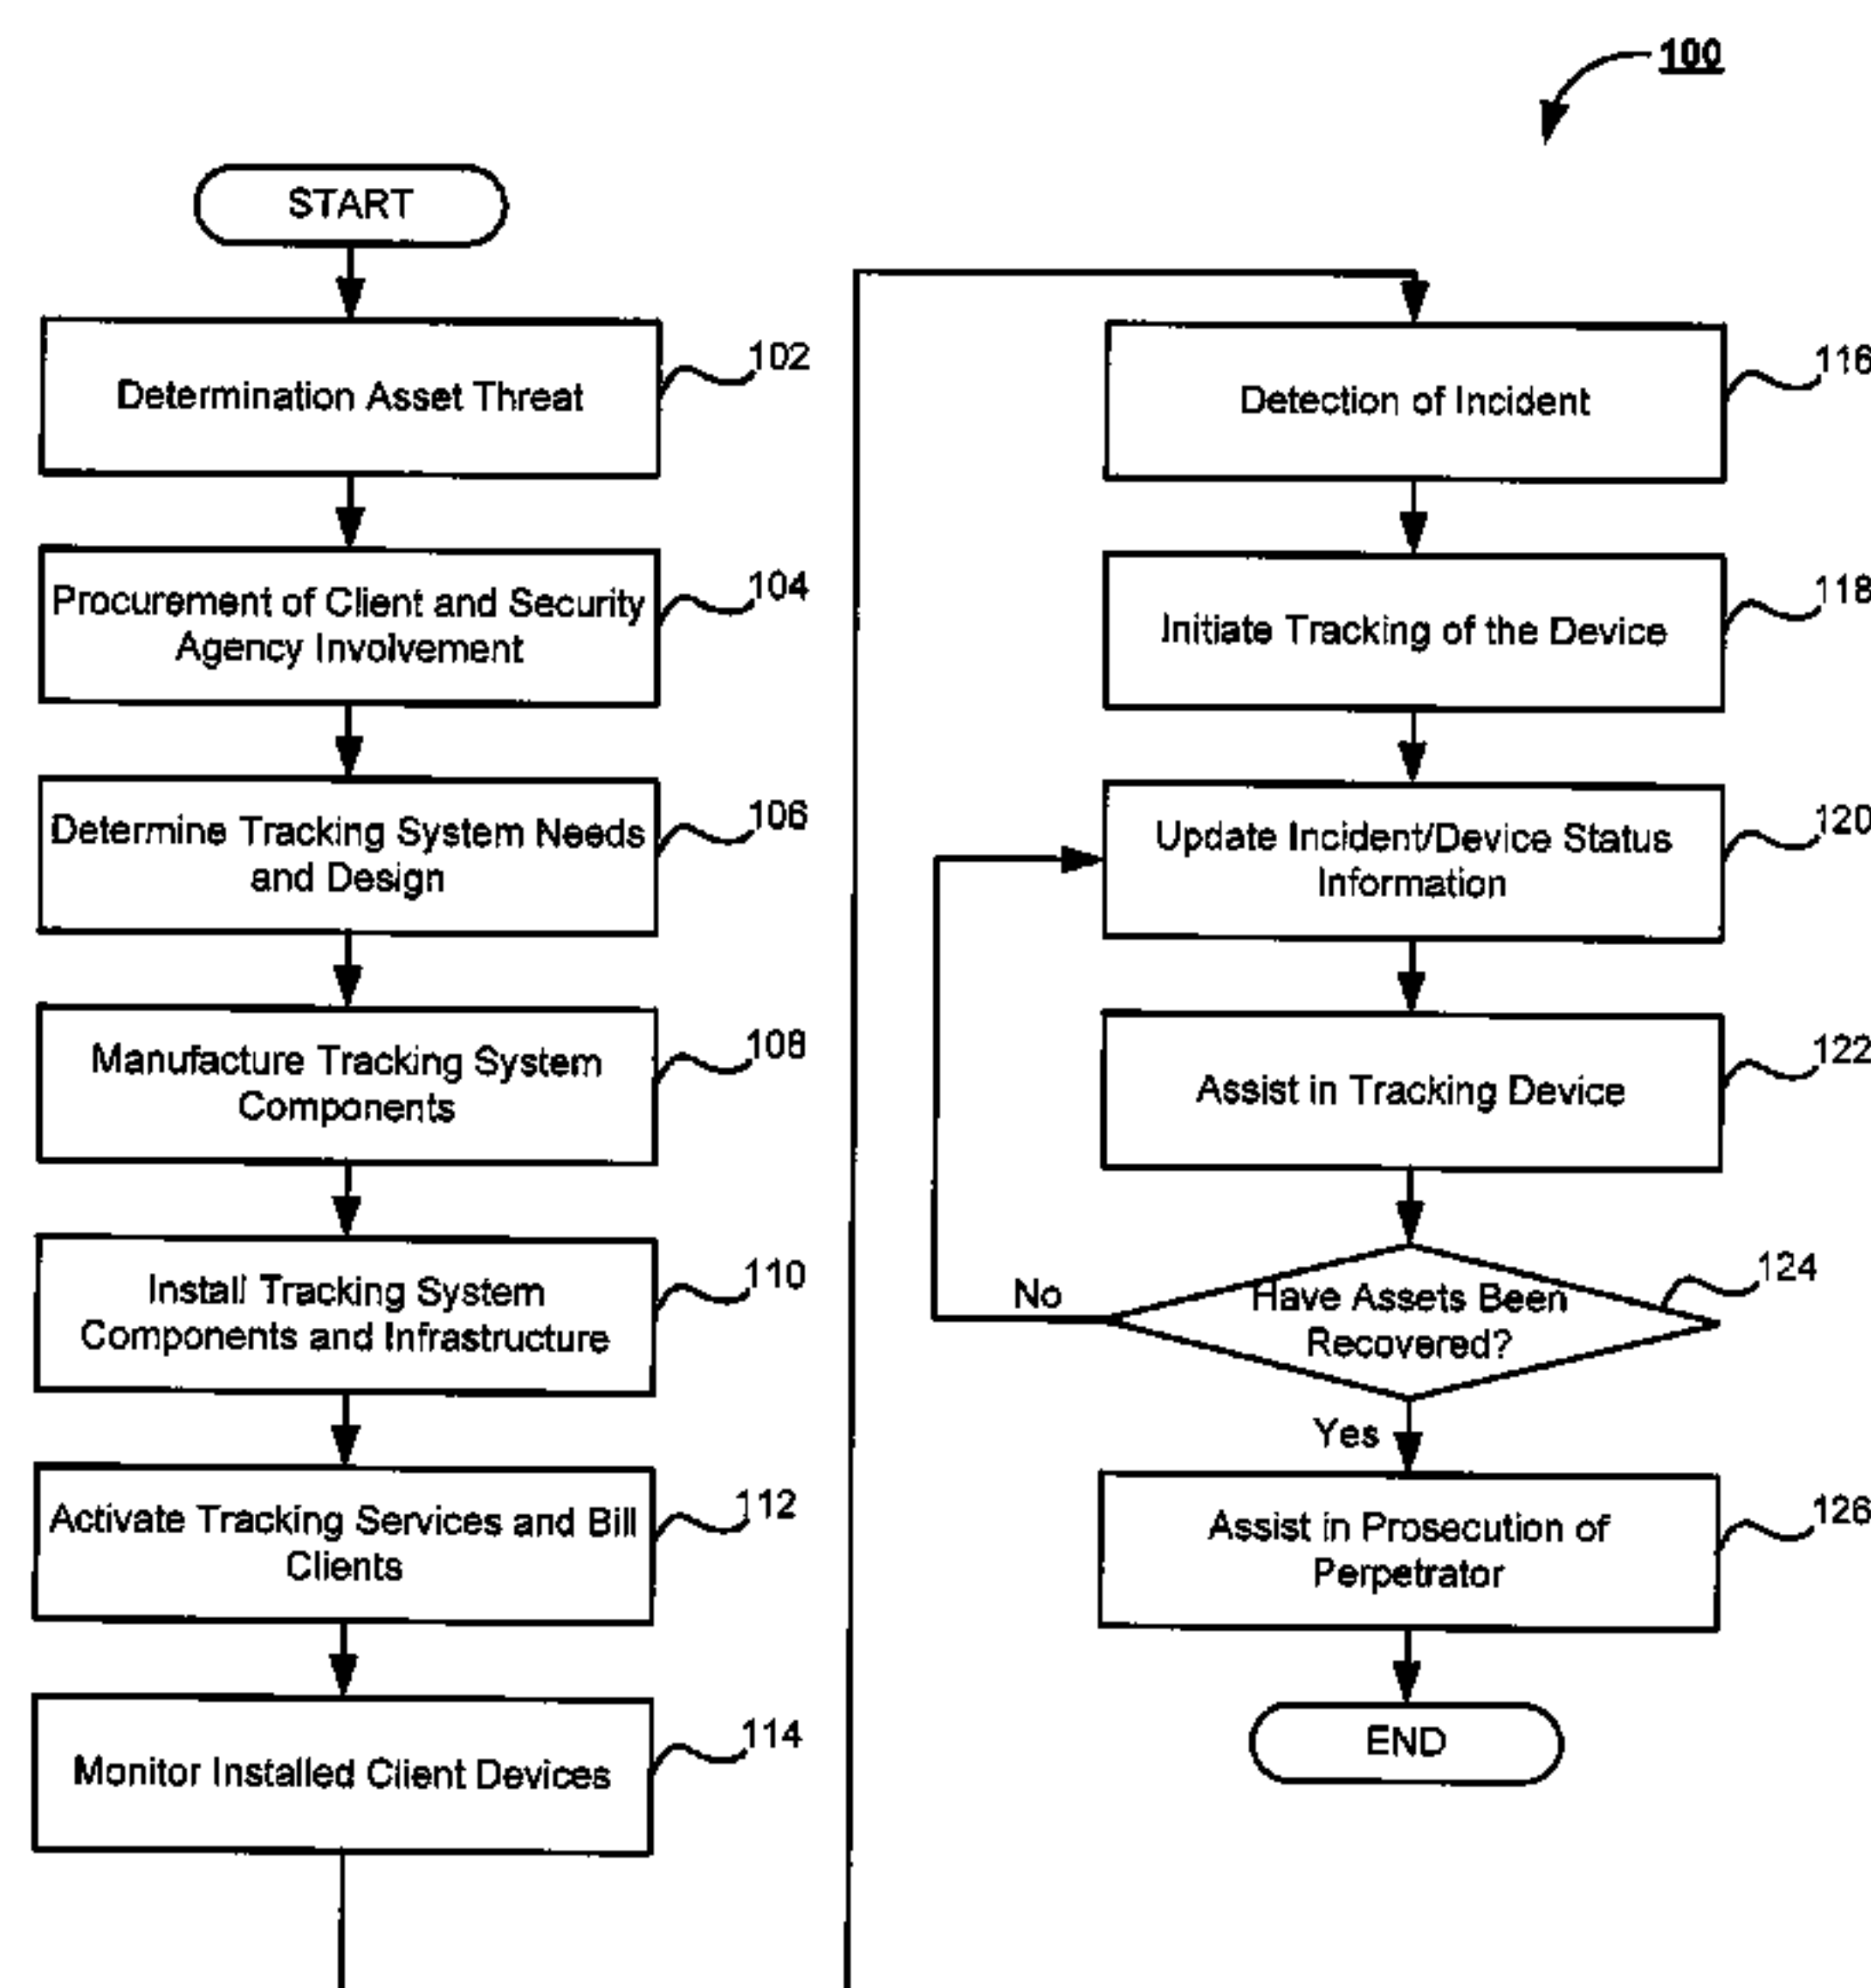 100
START
Determination Asset Threat
102
Procurement of Client and Security
Agency Involvement
104
Determine Tracking System Needs
and Design
106
Manufacture Tracking System
Components
108
Install Tracking System
Components and Infrastructure
110
Activate Tracking Services and Bill
Clients
112
Monitor Installed Client Devices
114
Detection of Incident
116
Initiate Tracking of the Device
118
Update Incident/Device Status
Information
120
Assist in Tracking Device
122
Have Assets Been
Recovered?
124
No
Yes
Assist in Prosecution of
Perpetrator
126
END